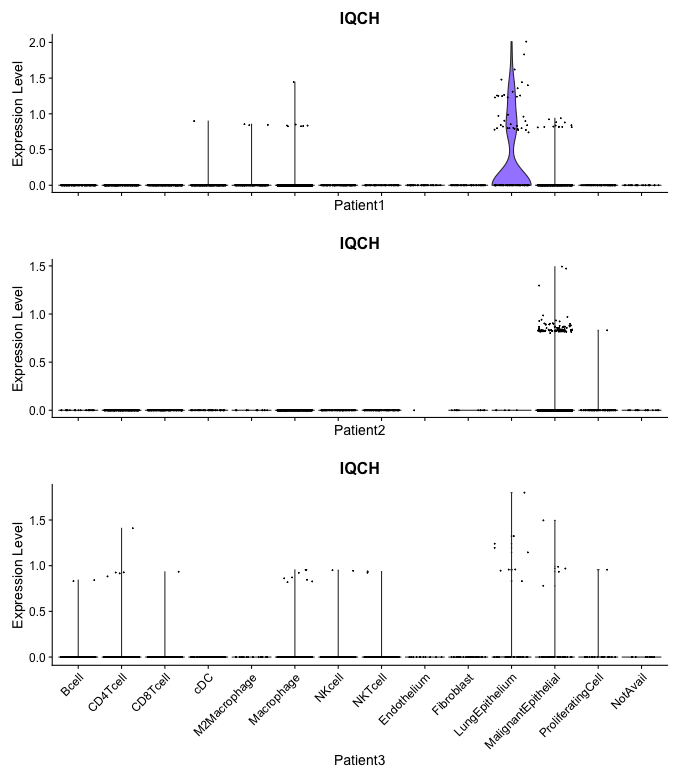 IQCH
Expression Level
2.0
1.5
1.0
0.5
0.0
Patient1
IQCH
Expression Level
1.5
1.0
0.5
0.0
Patient2
IQCH
Expression Level
1.5
1.0
0.5
0.0
Bcell
CD4Tcell
CD8Tcell
cDC
M2Macrophage
Macrophage
NKcell
NKTcell
Endothelium
Fibroblast
LungEpithelium
MalignantEpithelial
ProliferatingCell
NotAvail
Patient3